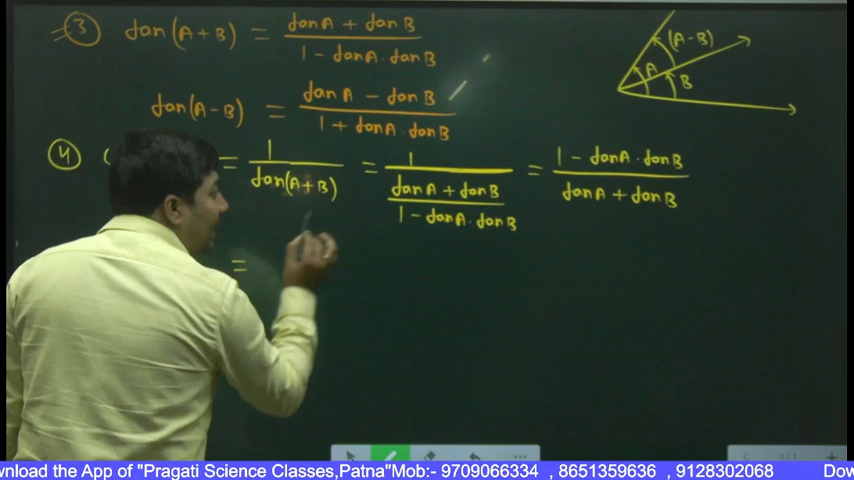 ⇒ ③ tan(A+B) = (tanA + tanB) / (1 - tanA · tanB)
tan(A-B) = (tanA - tanB) / (1 + tanA · tanB)
(A-B)
A
B
④ ( = 1 / tan(A+B) = 1 / ((tanA + tanB) / (1 - tanA · tanB)) = (1 - tanA · tanB) / (tanA + tanB)
=
wnload the App of "Pragati Science Classes,Patna"Mob:- 9709066334 , 8651359636 , 9128302068 Dow